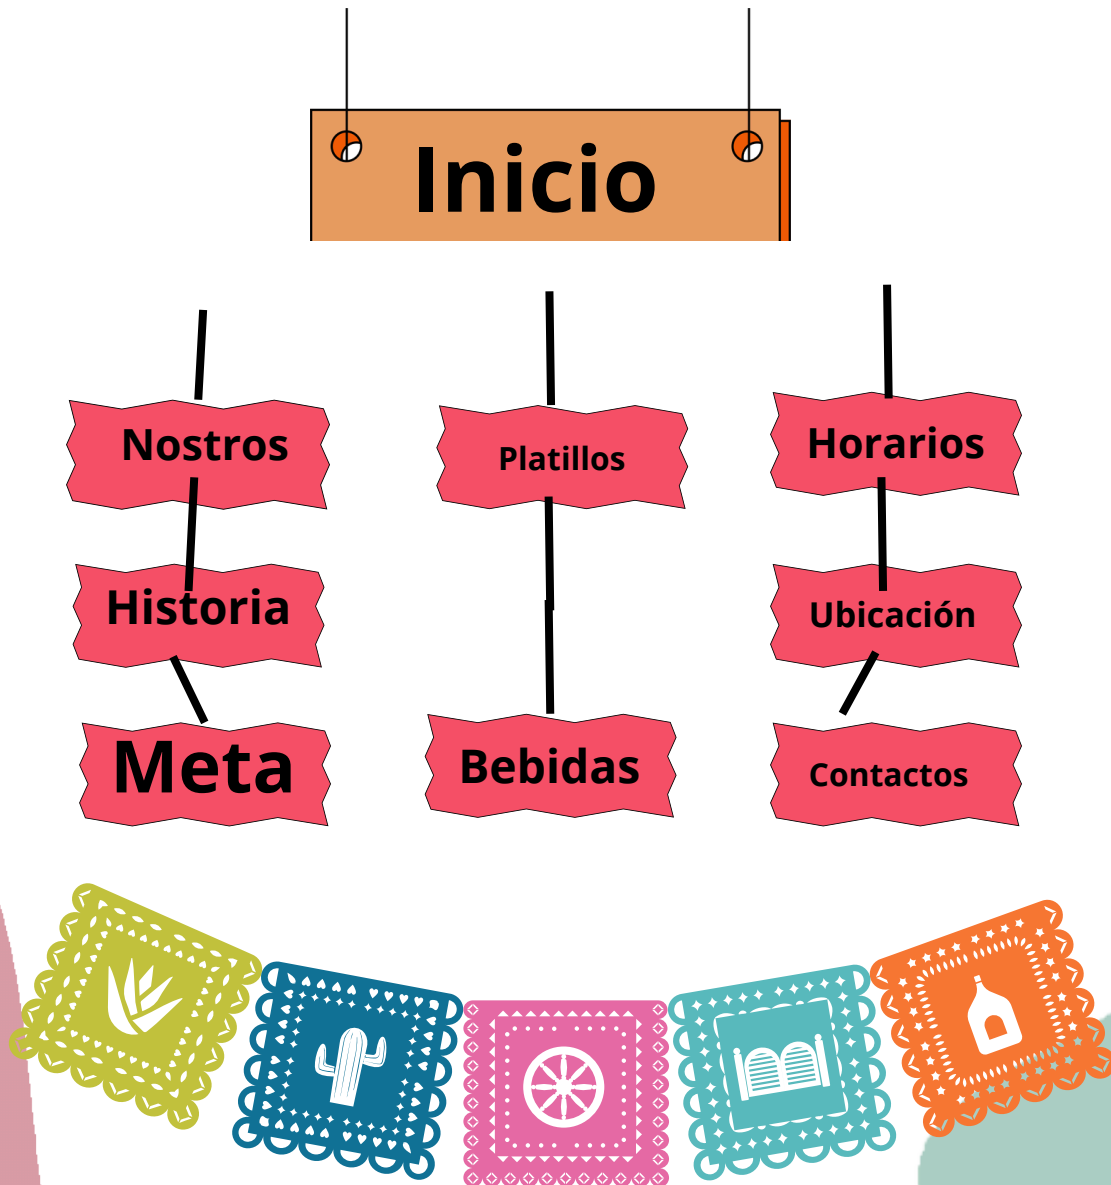 Inicio
Nostros
Platillos
Horarios
Historia
Ubicación
Meta
Bebidas
Contactos